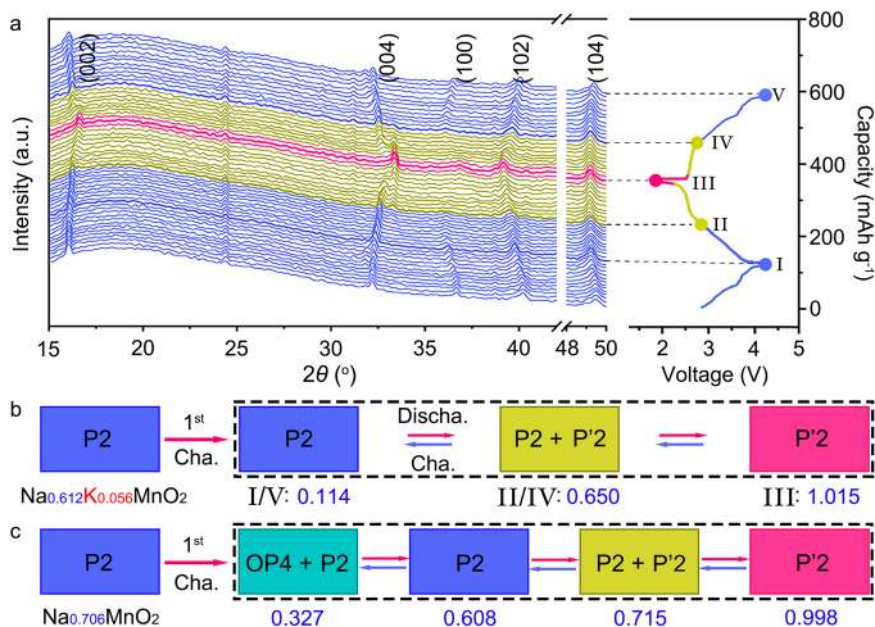 a
(002)
(004)
(100)
(102)
(104)
Intensity (a.u.)
15 20 25 30 35 40 48 50
2θ (°)
V
IV
III
II
I
800
600
400
200
0
Capacity (mAh g⁻¹)
1 2 3 4 5
Voltage (V)
b
P2
1st
Cha.
P2
Discha.
Cha.
P2 + P'2
P'2
Na0.612K0.056MnO2
I/V: 0.114
II/IV: 0.650
III: 1.015
c
P2
1st
Cha.
OP4 + P2
P2
P2 + P'2
P'2
Na0.706MnO2
0.327
0.608
0.715
0.998